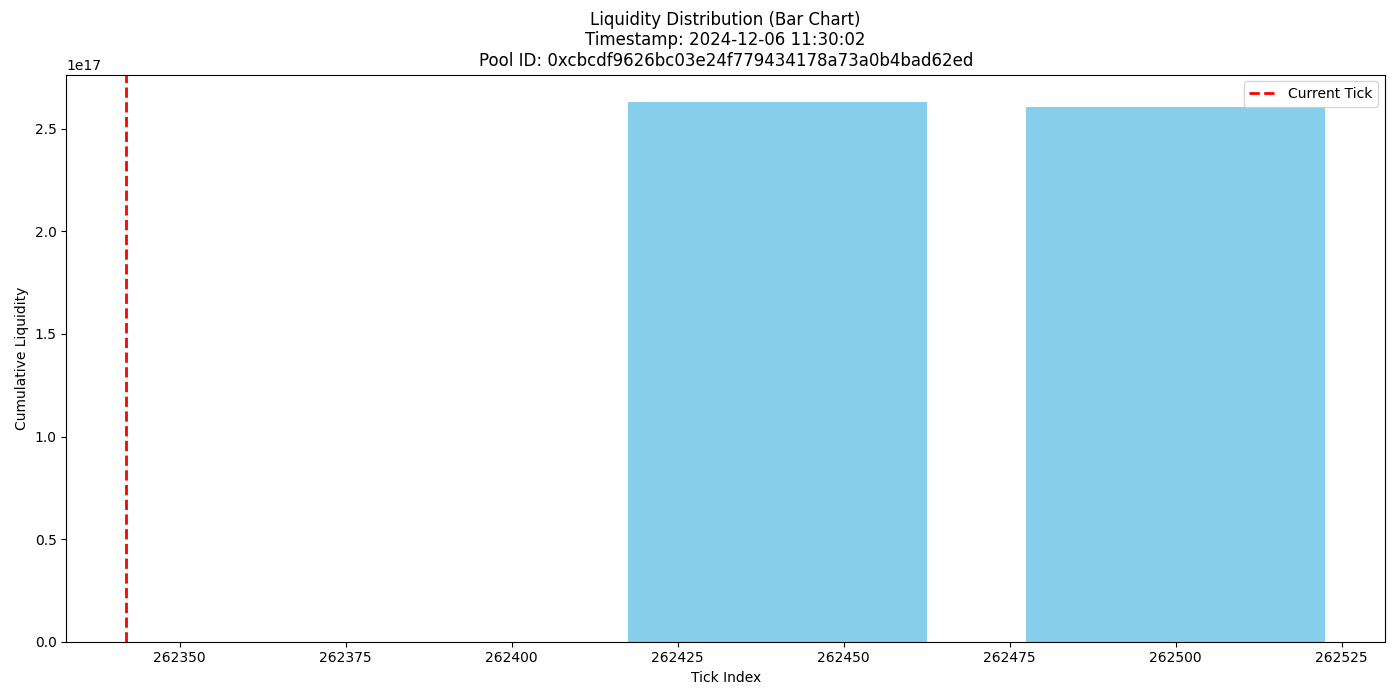 Liquidity Distribution (Bar Chart)
Timestamp: 2024-12-06 11:30:02
Pool ID: 0xcbcdf9626bc03e24f779434178a73a0b4bad62ed
1e17
Current Tick
2.5
2.0
1.5
1.0
0.5
0.0
Cumulative Liquidity
262350 262375 262400 262425 262450 262475 262500 262525
Tick Index